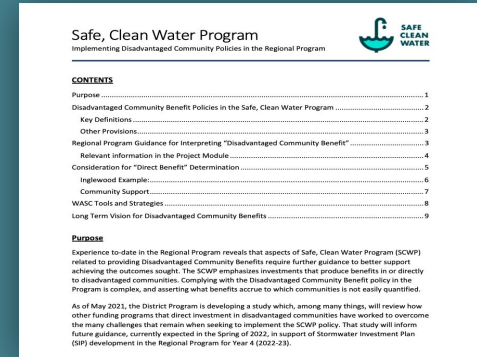 Safe, Clean Water Program
Implementing Disadvantaged Community Policies in the Regional Program
SAFE
CLEAN
WATER
CONTENTS
Purpose 1
Disadvantaged Community Benefit Policies in the Safe, Clean Water Program 2
Key Definitions 2
Other Provisions 3
Regional Program Guidance for Interpreting "Disadvantaged Community Benefit" 3
Relevant information in the Project Module 4
Consideration for "Direct Benefit" Determination 5
Inglewood Example: 6
Community Support 7
WASC Tools and Strategies 8
Long Term Vision for Disadvantaged Community Benefits 9
Purpose
Experience to-date in the Regional Program reveals that aspects of Safe, Clean Water Program (SCWP)
related to providing Disadvantaged Community Benefits require further guidance to better support
achieving the outcomes sought. The SCWP emphasizes investments that produce benefits in or directly
to disadvantaged communities. Complying with the Disadvantaged Community Benefit policy in the
Program is complex, and asserting what benefits accrue to which communities is not easily quantified.
As of May 2021, the District Program is developing a study which, among many things, will review how
other funding programs that direct investment in disadvantaged communities have worked to overcome
the many challenges that remain when seeking to implement the SCWP policy. That study will inform
future guidance, currently expected in the Spring of 2022, in support of Stormwater Investment Plan
(SIP) development in the Regional Program for Year 4 (2022-23).